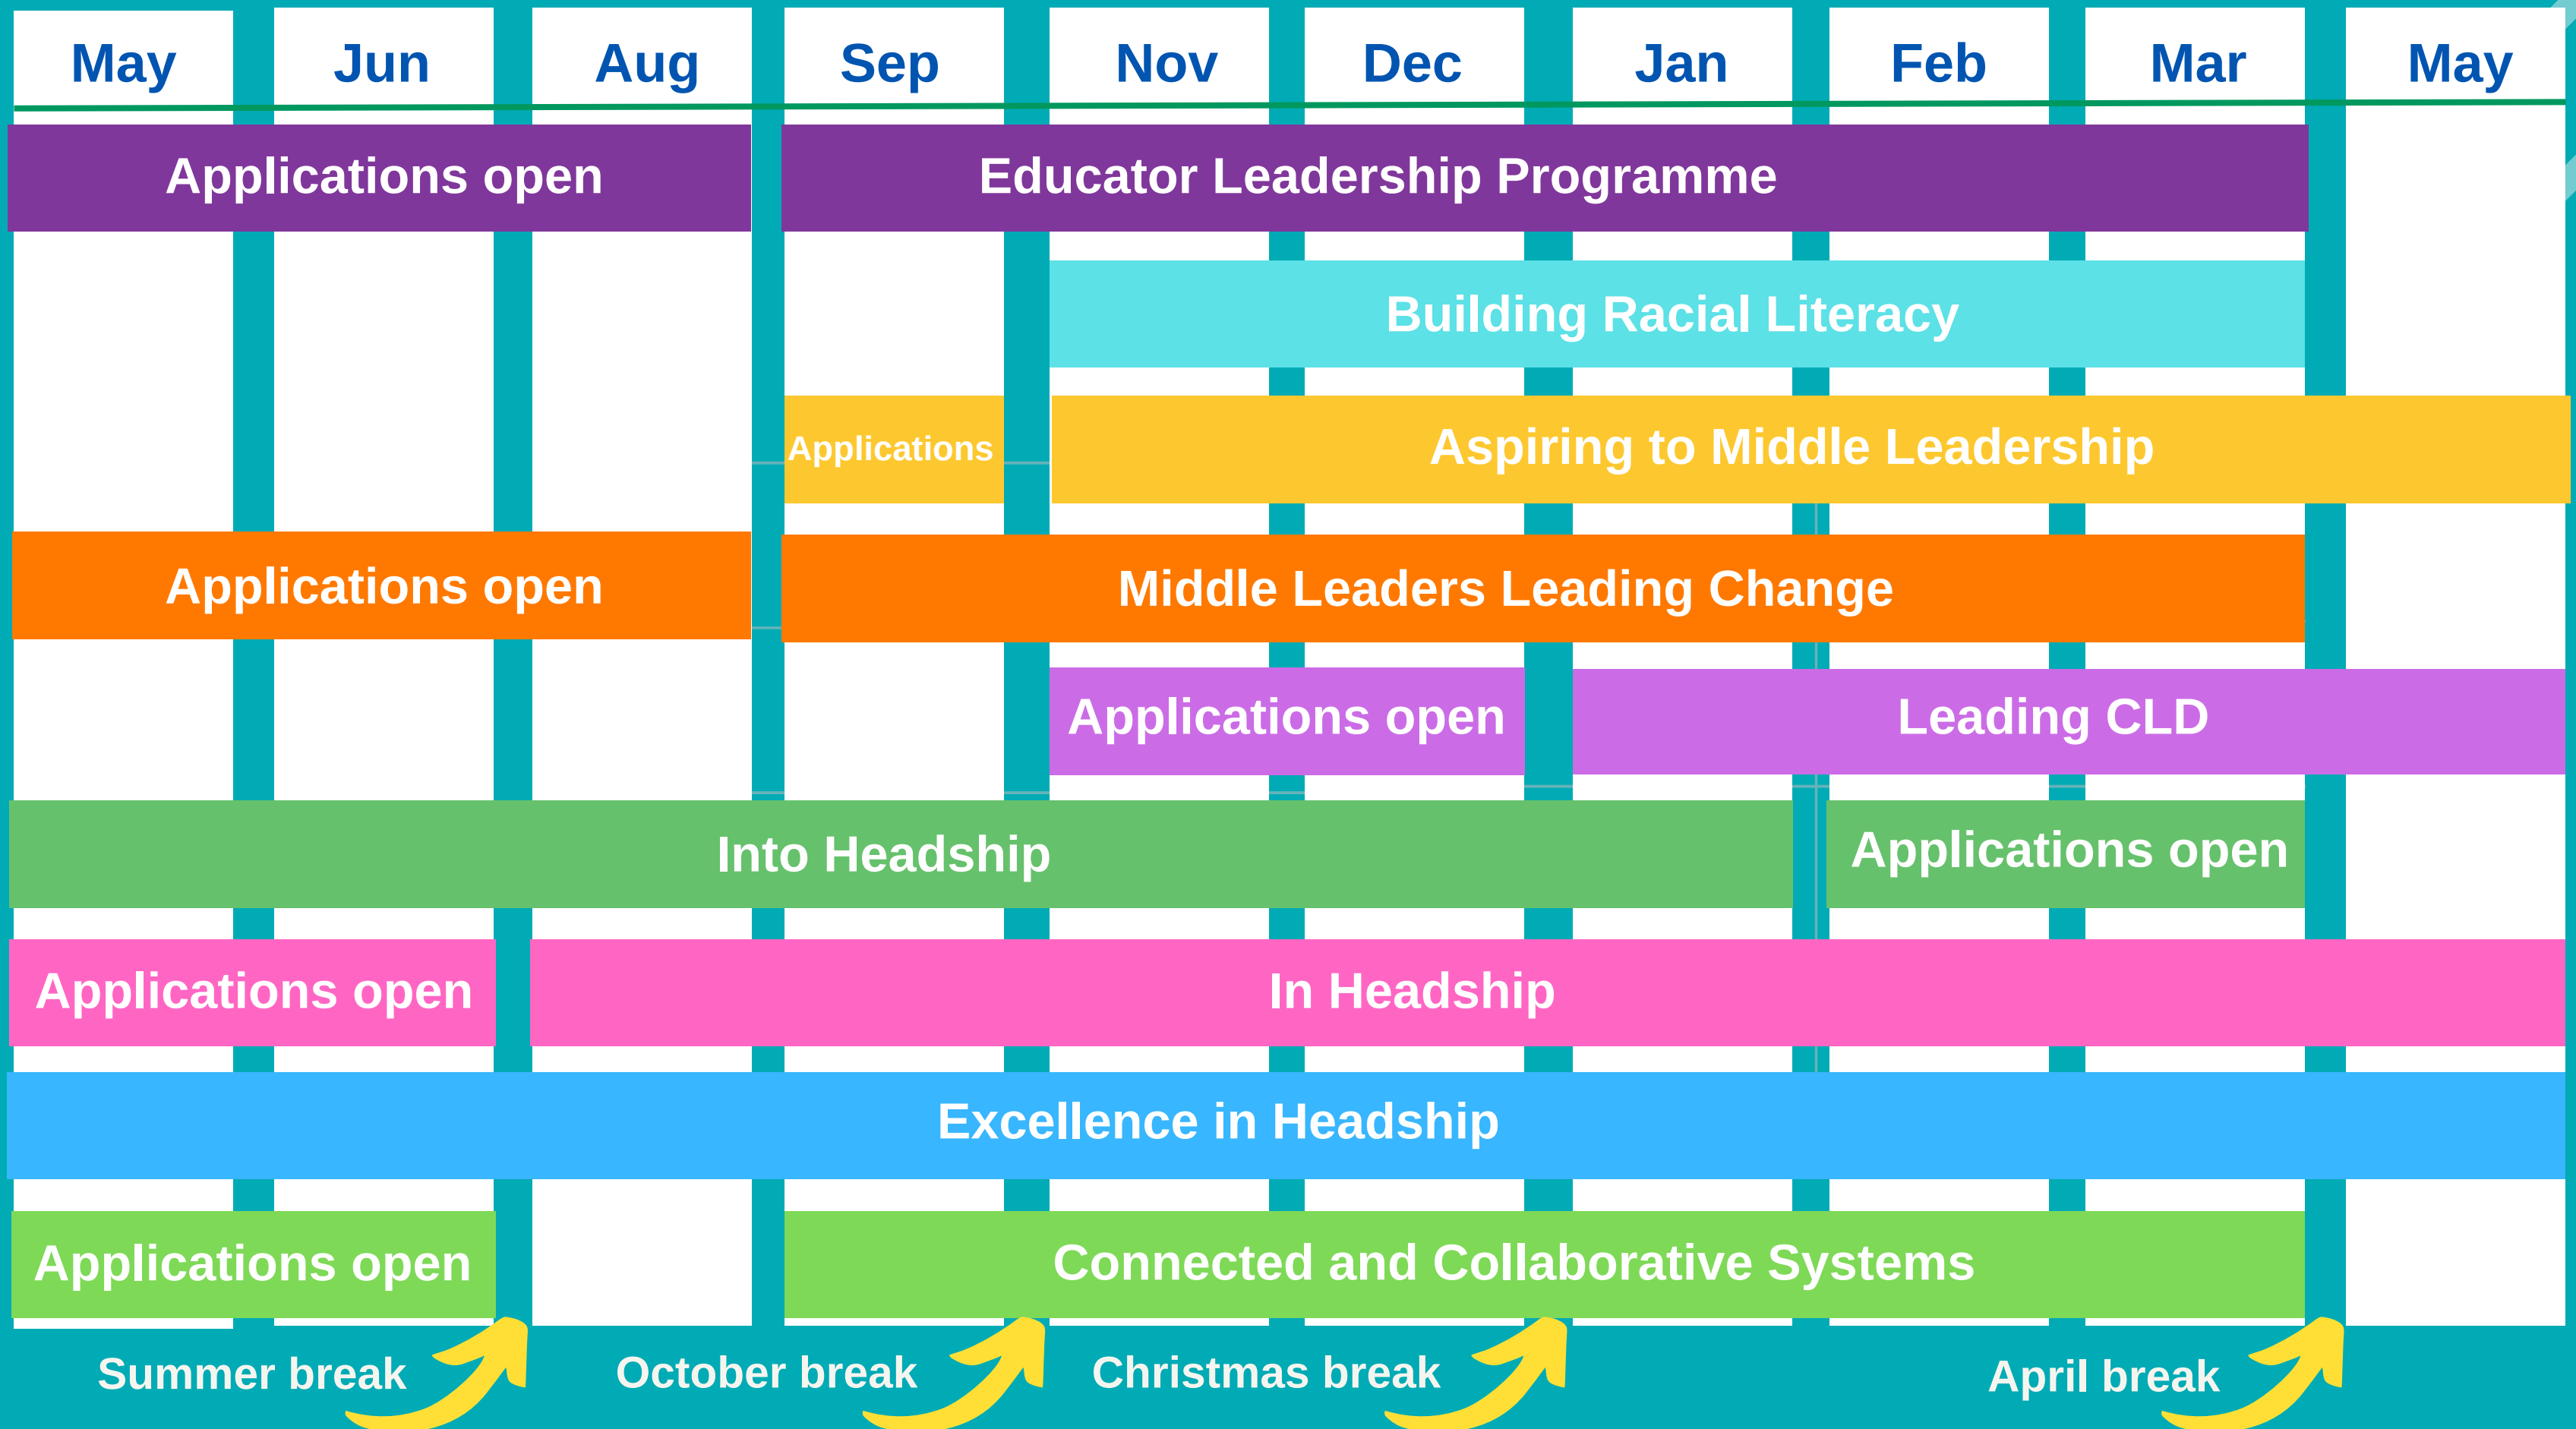 May Jun Aug Sep Nov Dec Jan Feb Mar May
Applications open Educator Leadership Programme
Building Racial Literacy
Applications Aspiring to Middle Leadership
Applications open Middle Leaders Leading Change
Applications open Leading CLD
Into Headship Applications open
Applications open In Headship
Excellence in Headship
Applications open Connected and Collaborative Systems
Summer break October break Christmas break April break